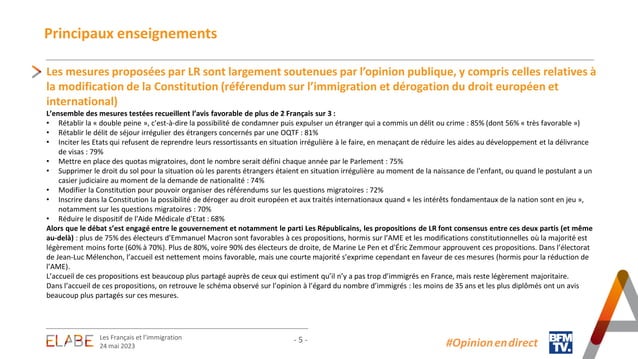 Principaux enseignements
Les mesures proposées par LR sont largement soutenues par l'opinion publique, y compris celles relatives à
la modification de la Constitution (référendum sur l'immigration et dérogation du droit européen et
international)
L'ensemble des mesures testées recueillent l'avis favorable de plus de 2 Français sur 3 :
• Rétablir la « double peine », c'est-à-dire la possibilité de condamner puis expulser un étranger qui a commis un délit ou crime : 85% (dont 56% « très favorable »)
• Rétablir le délit de séjour irrégulier des étrangers concernés par une OQTF : 81%
• Inciter les Etats qui refusent de reprendre leurs ressortissants en situation irrégulière à le faire, en menaçant de réduire les aides au développement et la délivrance
de visas : 79%
• Mettre en place des quotas migratoires, dont le nombre serait défini chaque année par le Parlement : 75%
• Supprimer le droit du sol pour la situation où les parents étrangers étaient en situation irrégulière au moment de la naissance de l'enfant, ou quand le postulant a un
casier judiciaire au moment de la demande de nationalité : 74%
• Modifier la Constitution pour pouvoir organiser des référendums sur les questions migratoires : 72%
• Inscrire dans la Constitution la possibilité de déroger au droit européen et aux traités internationaux quand « les intérêts fondamentaux de la nation sont en jeu »,
notamment sur les questions migratoires : 70%
• Réduire le dispositif de l'Aide Médicale d'Etat : 68%
Alors que le débat s'est engagé entre le gouvernement et notamment le parti Les Républicains, les propositions de LR font consensus entre ces deux partis (et même
au-delà) : plus de 75% des électeurs d'Emmanuel Macron sont favorables à ces propositions, hormis sur l'AME et les modifications constitutionnelles où la majorité est
légèrement moins forte (60% à 70%). Plus de 80%, voire 90% des électeurs de droite, de Marine Le Pen et d'Éric Zemmour approuvent ces propositions. Dans l'électorat
de Jean-Luc Mélenchon, l'accueil est nettement moins favorable, mais une courte majorité s'exprime cependant en faveur de ces mesures (hormis pour la réduction de
l'AME).
L'accueil de ces propositions est beaucoup plus partagé auprès de ceux qui estiment qu'il n'y a pas trop d'immigrés en France, mais reste légèrement majoritaire.
Dans l'accueil de ces propositions, on retrouve le schéma observé sur l'opinion à l'égard du nombre d'immigrés : les moins de 35 ans et les plus diplômés ont un avis
beaucoup plus partagés sur ces mesures.
ELABE
Les Français et l'immigration
24 mai 2023
- 5 -
#Opinion en direct
BFM
TV.